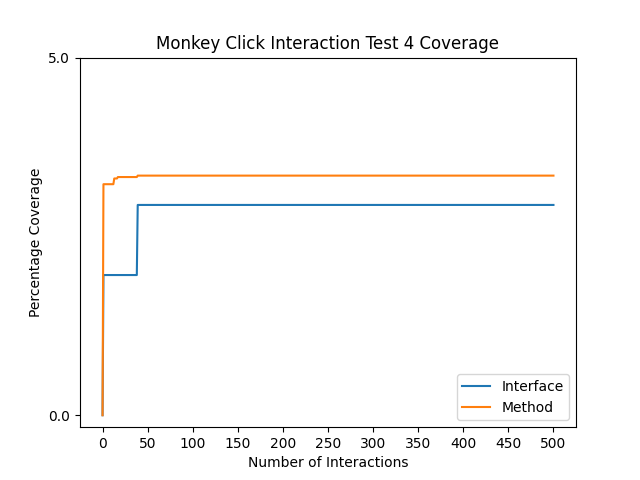 Monkey Click Interaction Test 4 Coverage
5.0
Percentage Coverage
0.0
Interface
Method
0 50 100 150 200 250 300 350 400 450 500
Number of Interactions